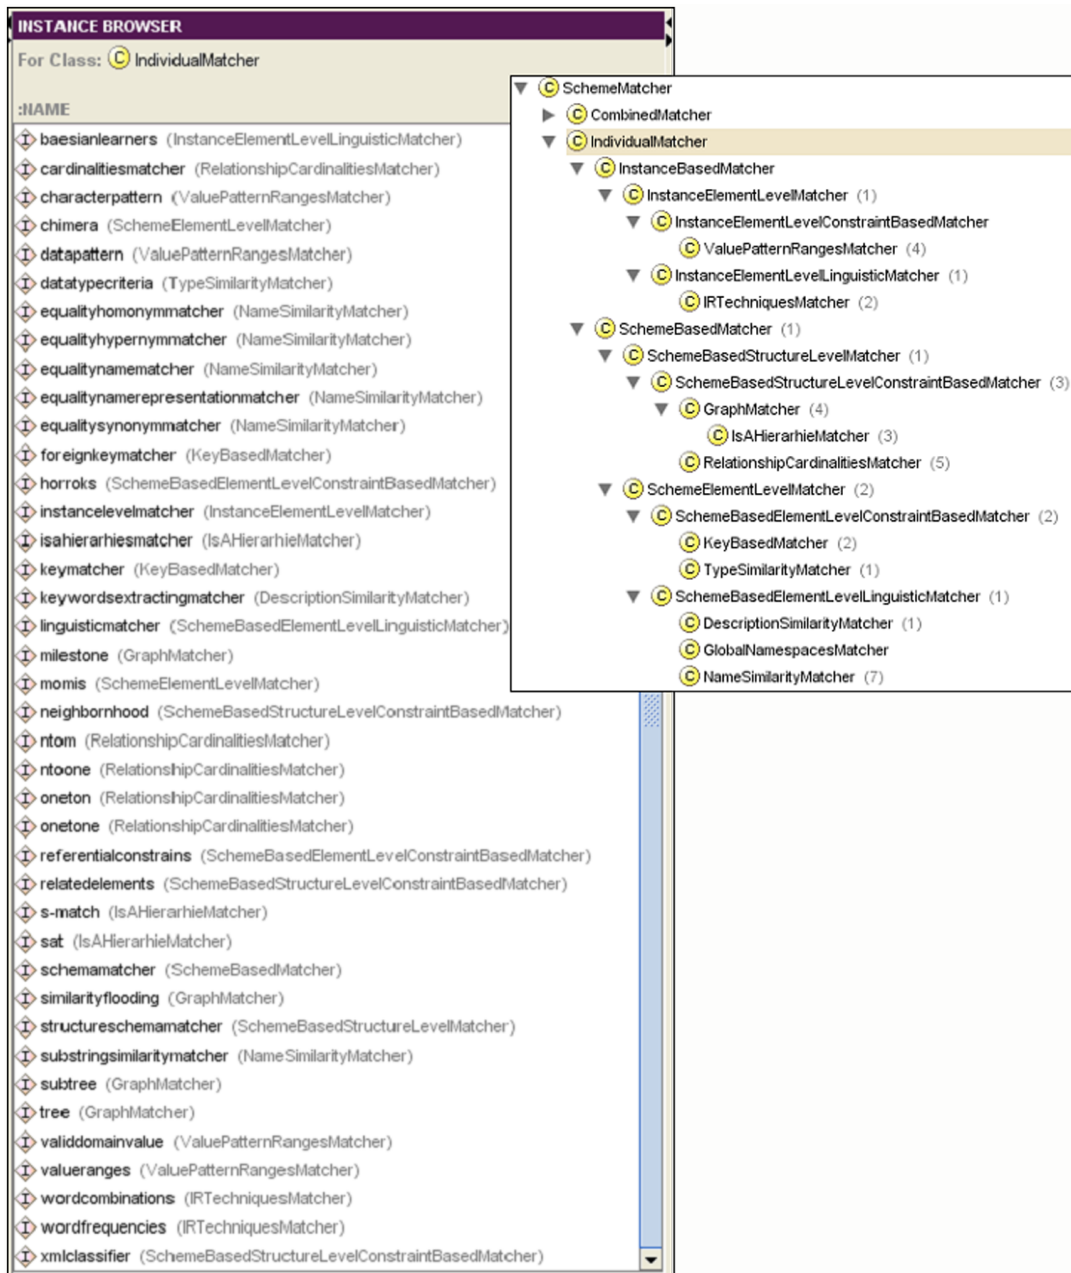 INSTANCE BROWSER
For Class: C IndividualMatcher
:NAME
I baesianlearners (InstanceElementLevelLinguisticMatcher)
I cardinalitiesmatcher (RelationshipCardinalitiesMatcher)
I characterpattern (ValuePatternRangesMatcher)
I chimera (SchemeElementLevelMatcher)
I datapattern (ValuePatternRangesMatcher)
I datatypecriteria (TypeSimilarityMatcher)
I equalityhomonymmatcher (NameSimilarityMatcher)
I equalityhypernymmatcher (NameSimilarityMatcher)
I equalitynamematcher (NameSimilarityMatcher)
I equalitynamerepresentationmatcher (NameSimilarityMatcher)
I equalitysynonymmatcher (NameSimilarityMatcher)
I foreignkeymatcher (KeyBasedMatcher)
I horroks (SchemeBasedElementLevelConstraintBasedMatcher)
I instancelevelmatcher (InstanceElementLevelMatcher)
I isahierarhiesmatcher (IsAHierarhieMatcher)
I keymatcher (KeyBasedMatcher)
I keywordsextractingmatcher (DescriptionSimilarityMatcher)
I linguisticmatcher (SchemeBasedElementLevelLinguisticMatcher)
I milestone (GraphMatcher)
I momis (SchemeElementLevelMatcher)
I neighbornhood (SchemeBasedStructureLevelConstraintBasedMatcher)
I ntom (RelationshipCardinalitiesMatcher)
I ntoone (RelationshipCardinalitiesMatcher)
I oneton (RelationshipCardinalitiesMatcher)
I onetone (RelationshipCardinalitiesMatcher)
I referentialconstrains (SchemeBasedElementLevelConstraintBasedMatcher)
I relatedelements (SchemeBasedStructureLevelConstraintBasedMatcher)
I s-match (IsAHierarhieMatcher)
I sat (IsAHierarhieMatcher)
I schemamatcher (SchemeBasedMatcher)
I similarityflooding (GraphMatcher)
I structureschemamatcher (SchemeBasedStructureLevelMatcher)
I substringsimilaritymatcher (NameSimilarityMatcher)
I subtree (GraphMatcher)
I tree (GraphMatcher)
I validdomainvalue (ValuePatternRangesMatcher)
I valueranges (ValuePatternRangesMatcher)
I wordcombinations (IRTechniquesMatcher)
I wordfrequencies (IRTechniquesMatcher)
I xmlclassifier (SchemeBasedStructureLevelConstraintBasedMatcher)
C SchemeMatcher
C CombinedMatcher
C IndividualMatcher
C InstanceBasedMatcher
C InstanceElementLevelMatcher (1)
C InstanceElementLevelConstraintBasedMatcher
C ValuePatternRangesMatcher (4)
C InstanceElementLevelLinguisticMatcher (1)
C IRTechniquesMatcher (2)
C SchemeBasedMatcher (1)
C SchemeBasedStructureLevelMatcher (1)
C SchemeBasedStructureLevelConstraintBasedMatcher (3)
C GraphMatcher (4)
C IsAHierarhieMatcher (3)
C RelationshipCardinalitiesMatcher (5)
C SchemeElementLevelMatcher (2)
C SchemeBasedElementLevelConstraintBasedMatcher (2)
C KeyBasedMatcher (2)
C TypeSimilarityMatcher (1)
C SchemeBasedElementLevelLinguisticMatcher (1)
C DescriptionSimilarityMatcher (1)
C GlobalNamespacesMatcher
C NameSimilarityMatcher (7)